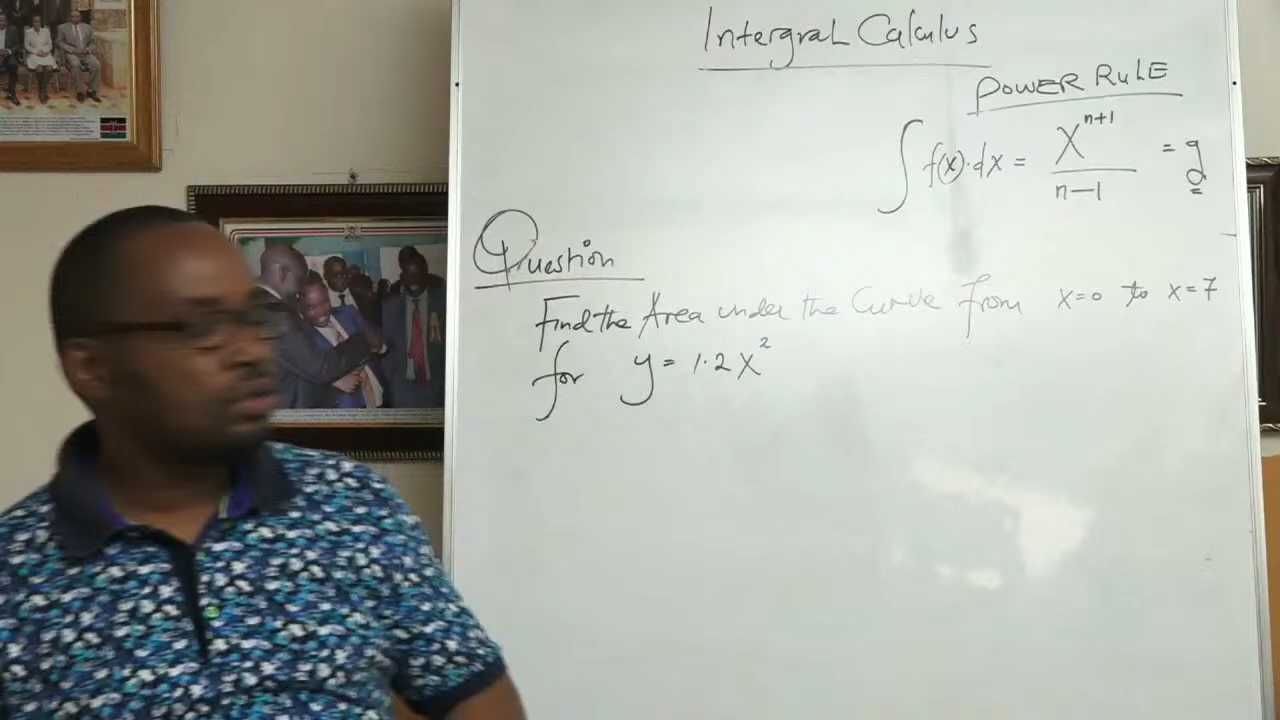 Intergral Calculus
POWER RULE
∫ f(x)·dx = x^(n+1) / (n-1) = g
Question
Find the Area under the Curve from x=0 to x=7
for y = 1.2x²